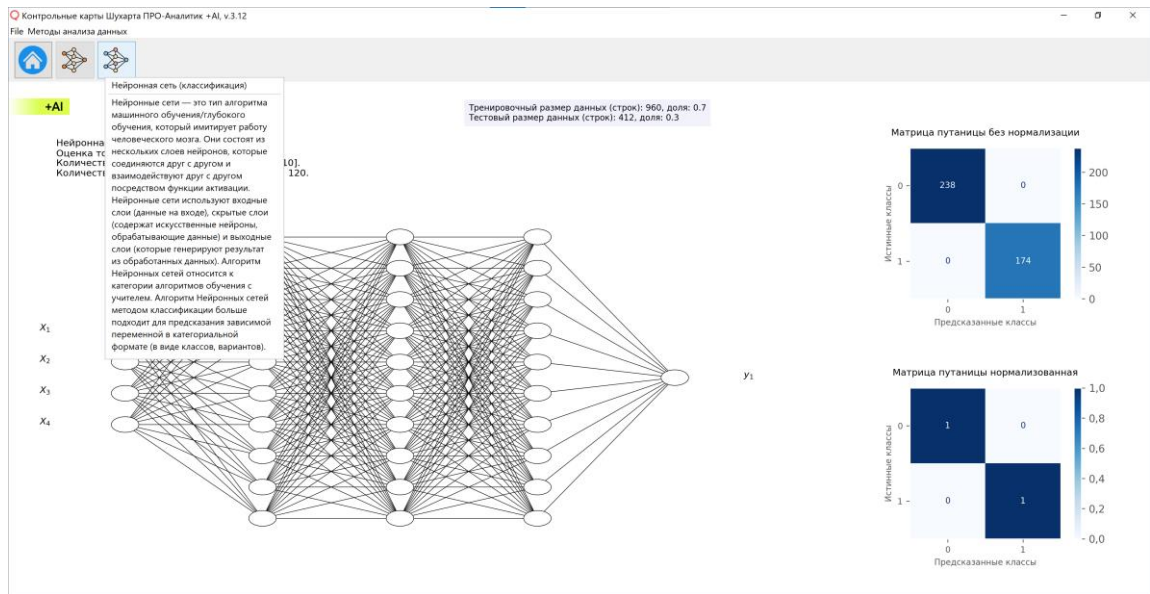 Контрольные карты Шухарта ПРО-Аналитик +AI, v.3.12
File Методы анализа данных
Нейронная сеть (классификация)
Нейронные сети — это тип алгоритма
машинного обучения/глубокого
обучения, который имитирует работу
человеческого мозга. Они состоят из
нескольких слоев нейронов, которые
соединяются друг с другом и
взаимодействуют друг с другом
посредством функции активации.
Нейронные сети используют входные
слои (данные на входе), скрытые слои
(содержат искусственные нейроны,
обрабатывающие данные) и выходные
слои (которые генерируют результат
из обработанных данных). Алгоритм
Нейронных сетей относится к
категории алгоритмов обучения с
учителем. Алгоритм Нейронных сетей
методом классификации больше
подходит для предсказания зависимой
переменной в категориальной
формате (в виде классов, вариантов).
+AI
Тренировочный размер данных (строк): 960, доля: 0.7
Тестовый размер данных (строк): 412, доля: 0.3
Нейронна
Оценка то
Количеств 10].
Количеств 120.
X1
X2
X3
X4
y1
Матрица путаницы без нормализации
Истинные классы
0
1
238 0
0 174
0 1
Предсказанные классы
200
150
100
50
0
Матрица путаницы нормализованная
Истинные классы
0
1
1 0
0 1
0 1
Предсказанные классы
1,0
0,8
0,6
0,4
0,2
0,0